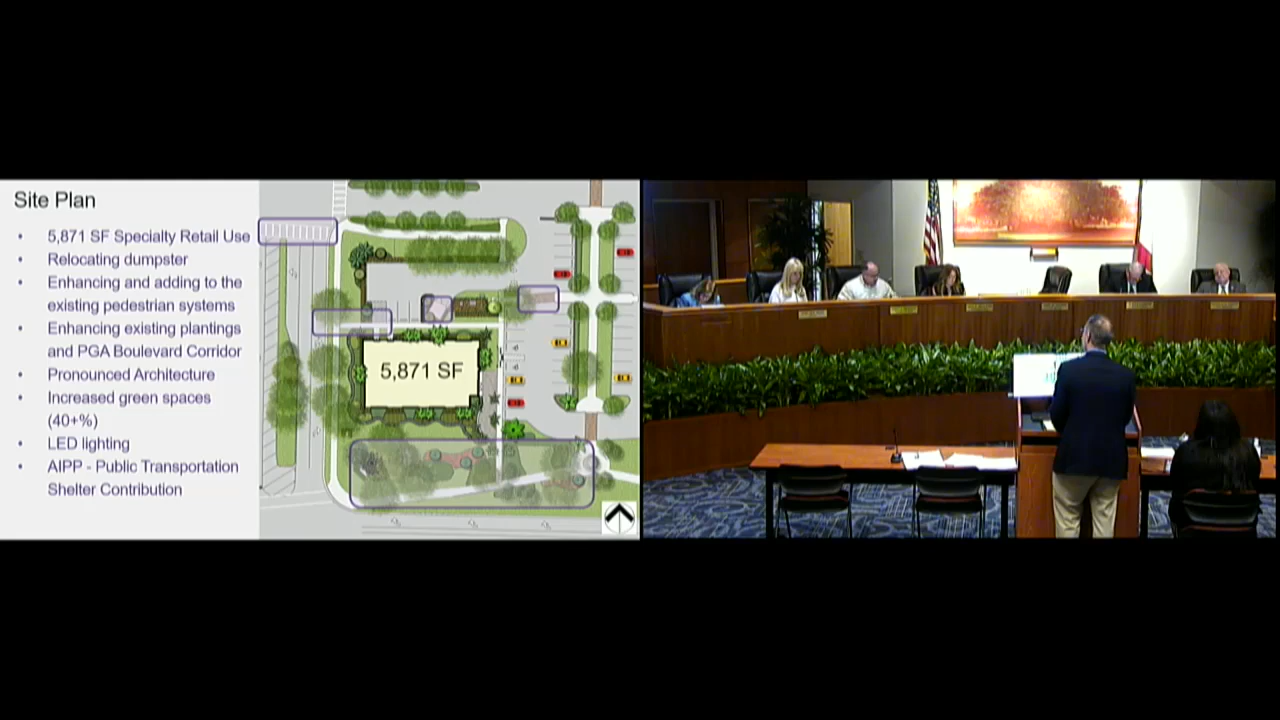 Site Plan
• 5,871 SF Specialty Retail Use
• Relocating dumpster
• Enhancing and adding to the
existing pedestrian systems
• Enhancing existing plantings
and PGA Boulevard Corridor
• Pronounced Architecture
• Increased green spaces
(40+%)
• LED lighting
• AIPP - Public Transportation
Shelter Contribution
5,871 SF